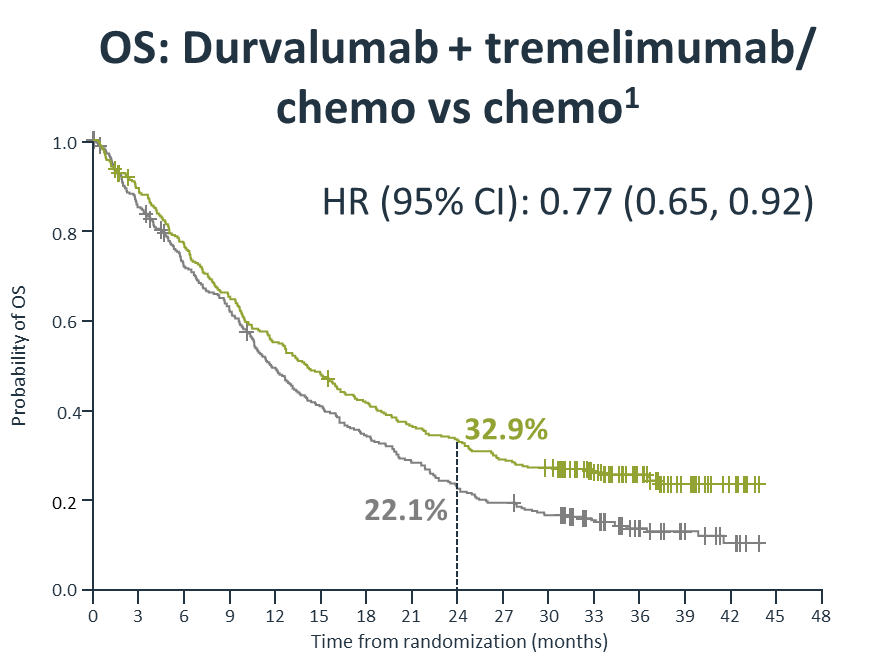 OS: Durvalumab + tremelimumab/
chemo vs chemo¹
HR (95% CI): 0.77 (0.65, 0.92)
Probability of OS
1.0
0.8
0.6
0.4
0.2
0.0
32.9%
22.1%
0 3 6 9 12 15 18 21 24 27 30 33 36 39 42 45 48
Time from randomization (months)